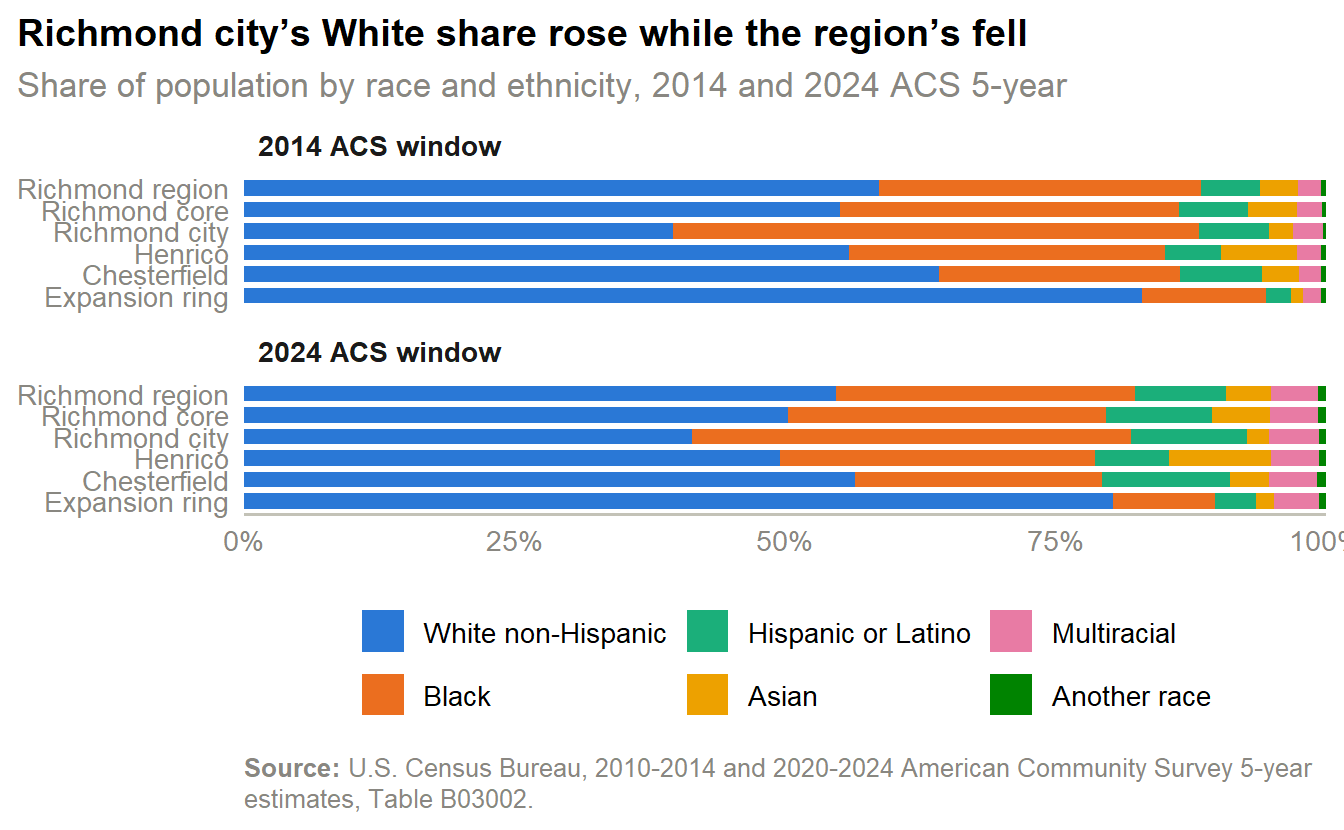 Richmond city’s White share rose while the region’s fell
Share of population by race and ethnicity, 2014 and 2024 ACS 5-year
2014 ACS window
Richmond region
Richmond core
Richmond city
Henrico
Chesterfield
Expansion ring
2024 ACS window
Richmond region
Richmond core
Richmond city
Henrico
Chesterfield
Expansion ring
0% 25% 50% 75% 100%
White non-Hispanic Hispanic or Latino Multiracial
Black Asian Another race
Source: U.S. Census Bureau, 2010-2014 and 2020-2024 American Community Survey 5-year
estimates, Table B03002.